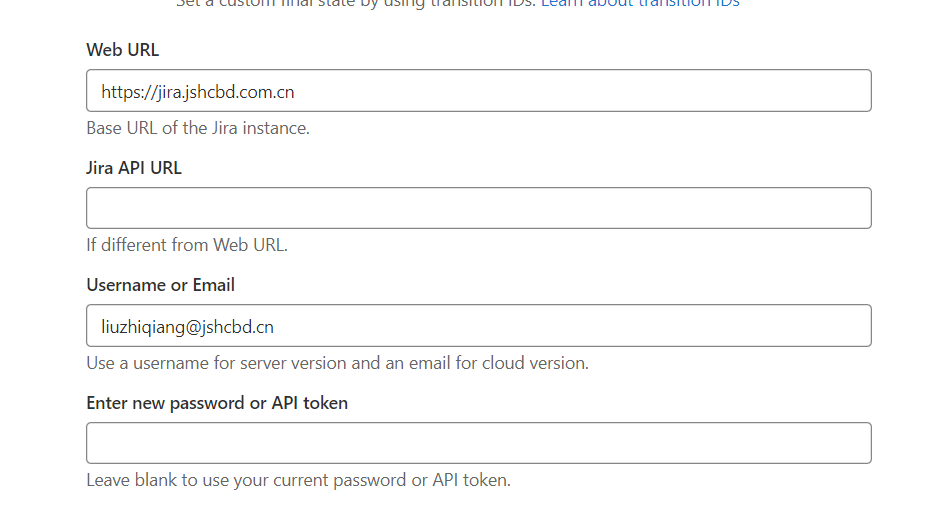 Set a custom final state by using transition IDs. Learn about transition IDs
Web URL
https://jira.jshcbd.com.cn
Base URL of the Jira instance.
Jira API URL
If different from Web URL.
Username or Email
liuzhiqiang@jshcbd.cn
Use a username for server version and an email for cloud version.
Enter new password or API token
Leave blank to use your current password or API token.